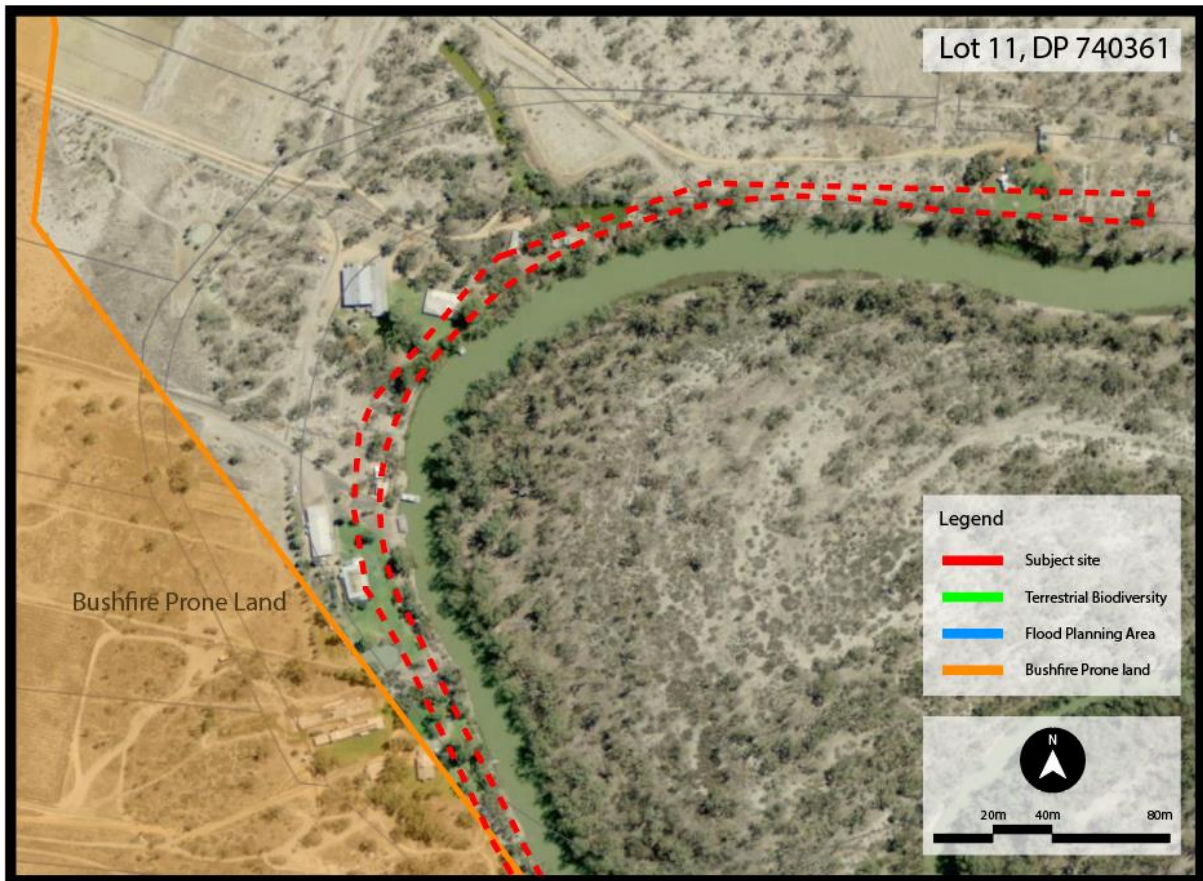 Lot 11, DP 740361
Bushfire Prone Land
Legend
Subject site
Terrestrial Biodiversity
Flood Planning Area
Bushfire Prone land
N
20m 40m 80m